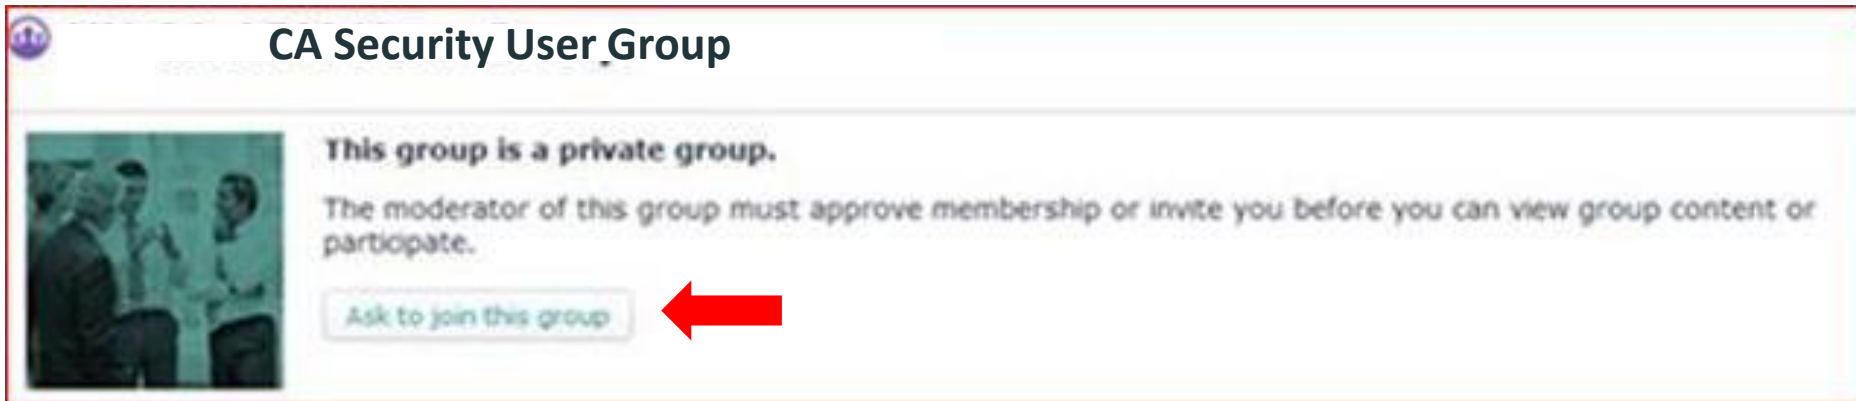 CA Security User Group
This group is a private group.
The moderator of this group must approve membership or invite you before you can view group content or
participate.
Ask to join this group